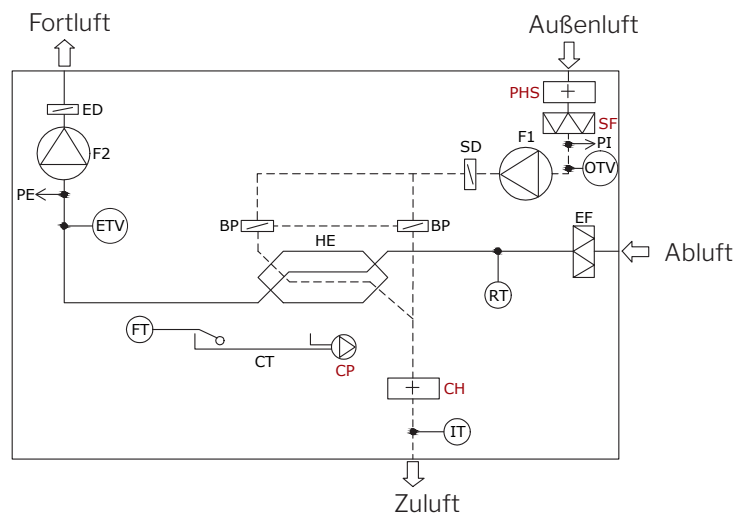 Fortluft
Außenluft
PHS
ED
SF
F2
F1
SD
PI
OTV
PE
ETV
BP
BP
EF
HE
Abluft
RT
FT
CT
CP
CH
IT
Zuluft